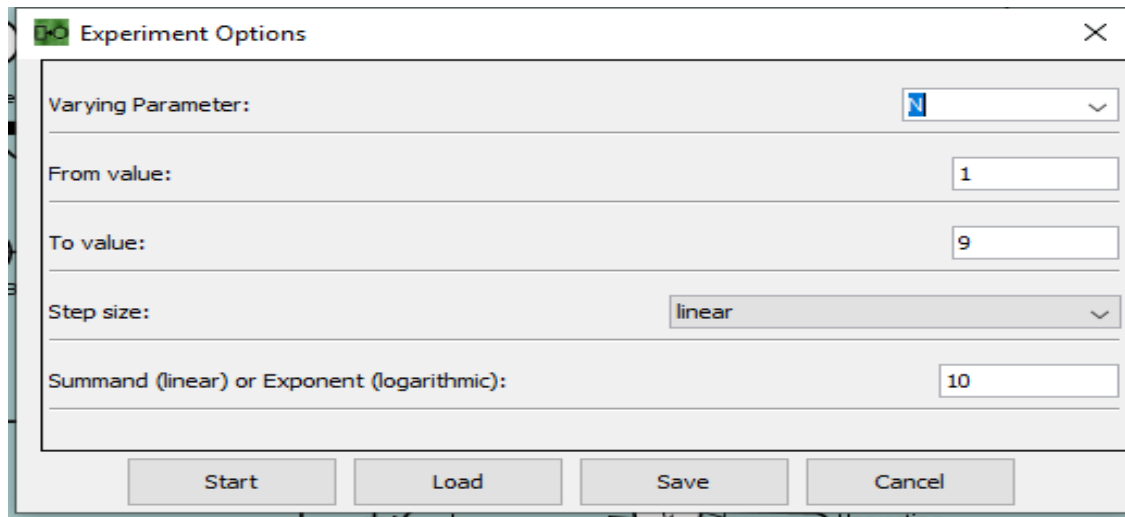 Experiment Options
Varying Parameter: N
From value: 1
To value: 9
Step size: linear
Summand (linear) or Exponent (logarithmic): 10
Start Load Save Cancel